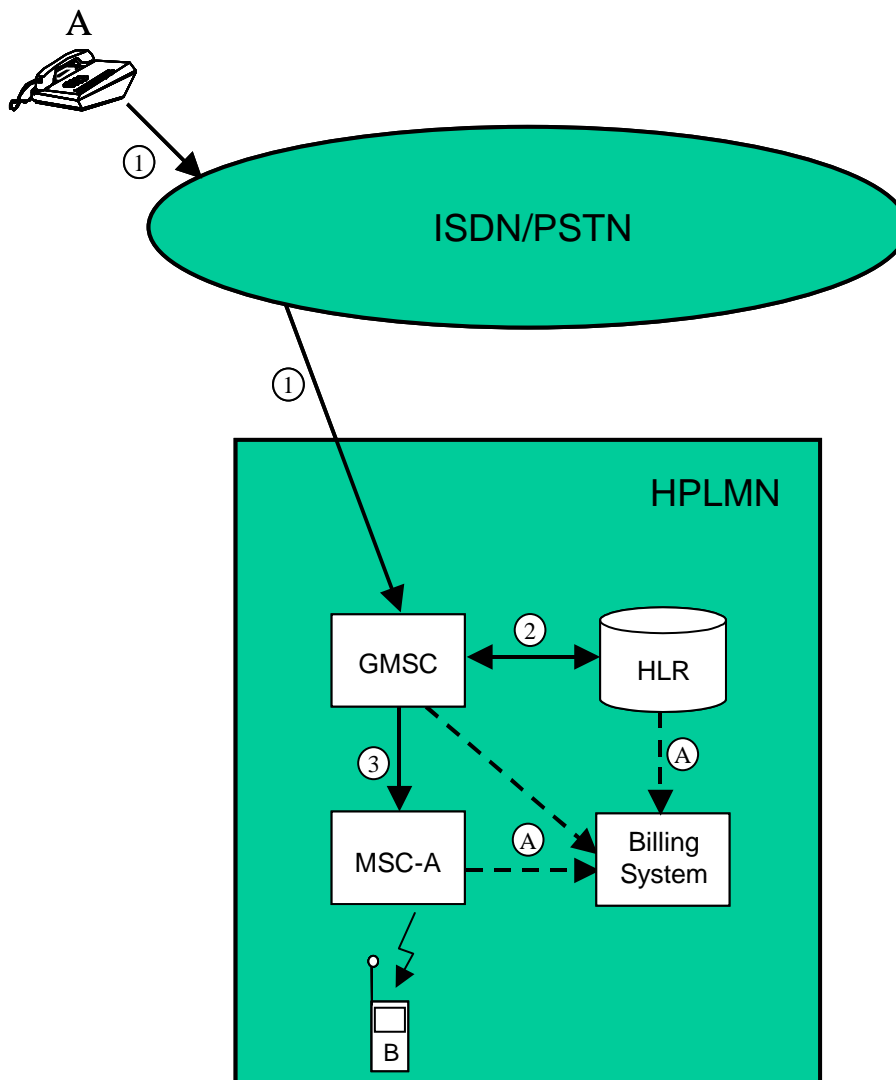 A
1
ISDN/PSTN
1
HPLMN
GMSC
2
HLR
3
A
MSC-A
A
Billing
System
B